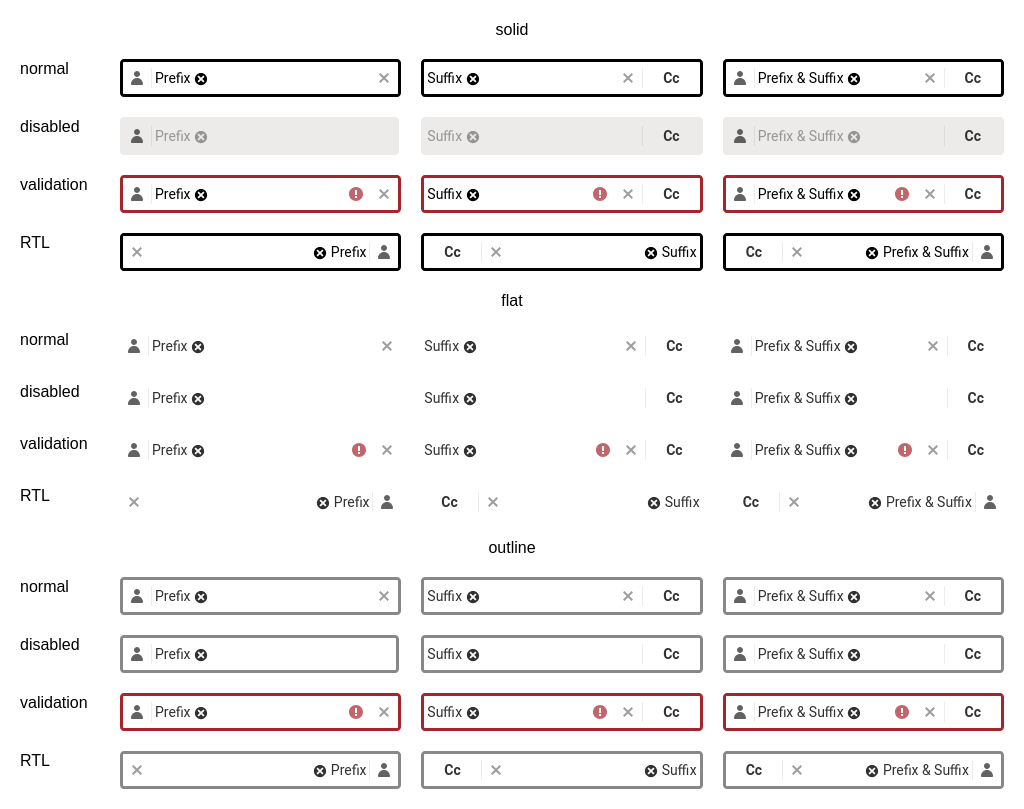 solid
normal Prefix Suffix Cc Prefix & Suffix Cc
disabled Prefix Suffix Cc Prefix & Suffix Cc
validation Prefix Suffix Cc Prefix & Suffix Cc
RTL Prefix Cc Suffix Cc Prefix & Suffix
flat
normal Prefix Suffix Cc Prefix & Suffix Cc
disabled Prefix Suffix Cc Prefix & Suffix Cc
validation Prefix Suffix Cc Prefix & Suffix Cc
RTL Prefix Cc Suffix Cc Prefix & Suffix
outline
normal Prefix Suffix Cc Prefix & Suffix Cc
disabled Prefix Suffix Cc Prefix & Suffix Cc
validation Prefix Suffix Cc Prefix & Suffix Cc
RTL Prefix Cc Suffix Cc Prefix & Suffix